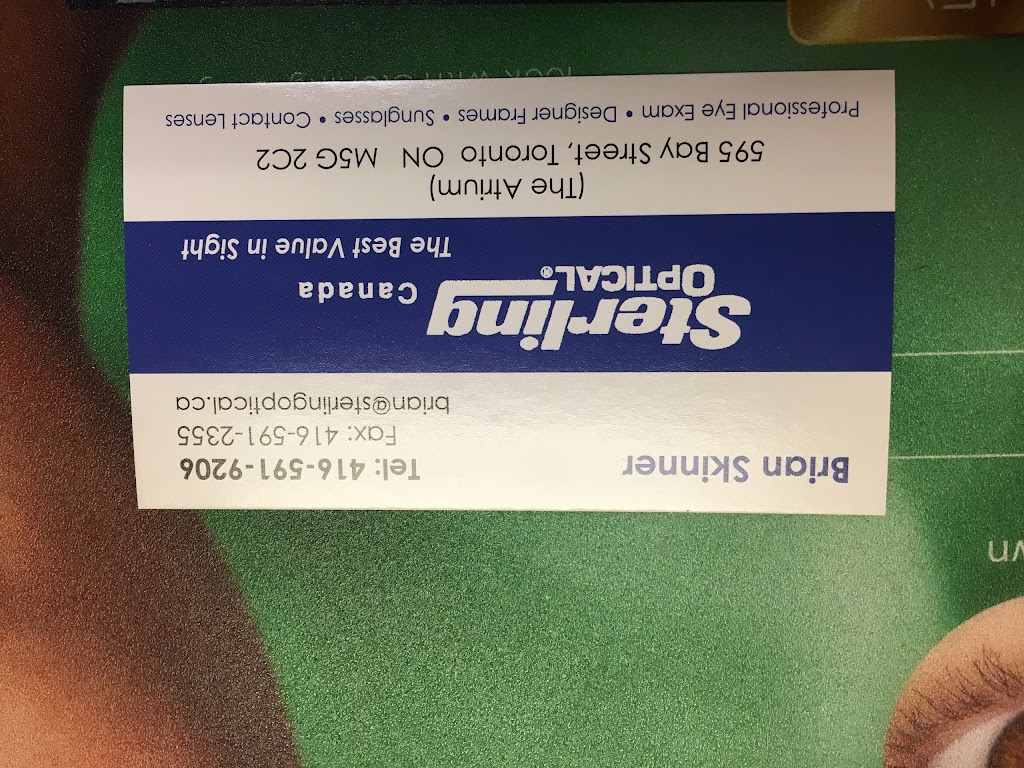 Brian Skinner
Tel: 416-591-9206
Fax: 416-591-2355
brian@sterlingoptical.ca
Sterling
OPTICAL®
Canada
The Best Value in Sight
(The Atrium)
595 Bay Street, Toronto ON M5G 2C2
Professional Eye Exam • Designer Frames • Sunglasses • Contact Lenses
look with